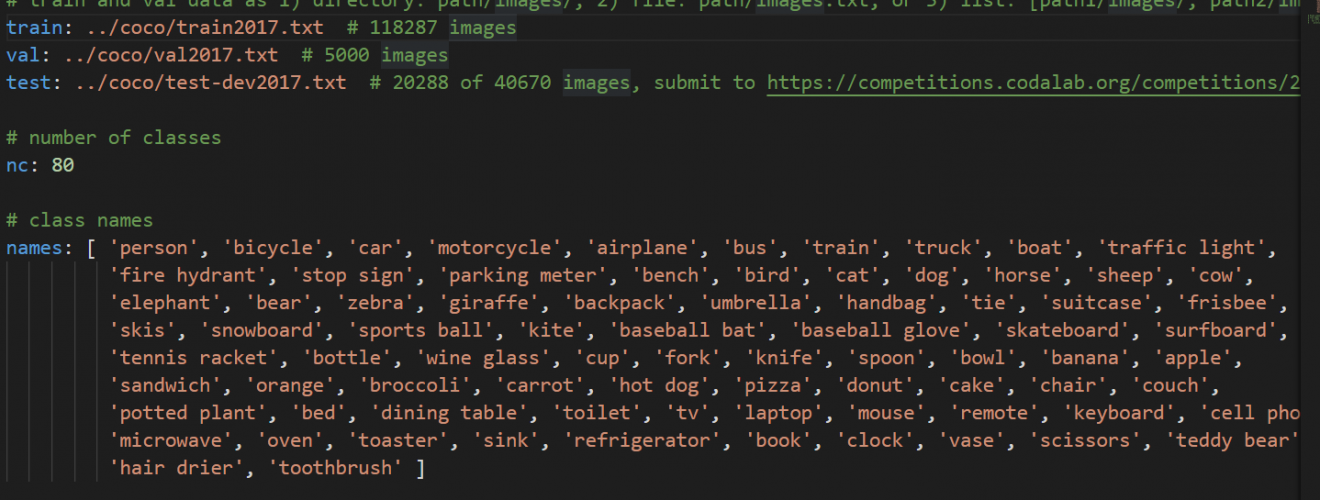 # train and val data as 1) directory: path/images/, 2) file: path/images.txt, or 3) list: [path1/images/, path2/im
train: ../coco/train2017.txt  # 118287 images
val: ../coco/val2017.txt  # 5000 images
test: ../coco/test-dev2017.txt  # 20288 of 40670 images, submit to https://competitions.codalab.org/competitions/2
# number of classes
nc: 80
# class names
names: [ 'person', 'bicycle', 'car', 'motorcycle', 'airplane', 'bus', 'train', 'truck', 'boat', 'traffic light',
'fire hydrant', 'stop sign', 'parking meter', 'bench', 'bird', 'cat', 'dog', 'horse', 'sheep', 'cow',
'elephant', 'bear', 'zebra', 'giraffe', 'backpack', 'umbrella', 'handbag', 'tie', 'suitcase', 'frisbee',
'skis', 'snowboard', 'sports ball', 'kite', 'baseball bat', 'baseball glove', 'skateboard', 'surfboard',
'tennis racket', 'bottle', 'wine glass', 'cup', 'fork', 'knife', 'spoon', 'bowl', 'banana', 'apple',
'sandwich', 'orange', 'broccoli', 'carrot', 'hot dog', 'pizza', 'donut', 'cake', 'chair', 'couch',
'potted plant', 'bed', 'dining table', 'toilet', 'tv', 'laptop', 'mouse', 'remote', 'keyboard', 'cell pho
'microwave', 'oven', 'toaster', 'sink', 'refrigerator', 'book', 'clock', 'vase', 'scissors', 'teddy bear'
'hair drier', 'toothbrush' ]